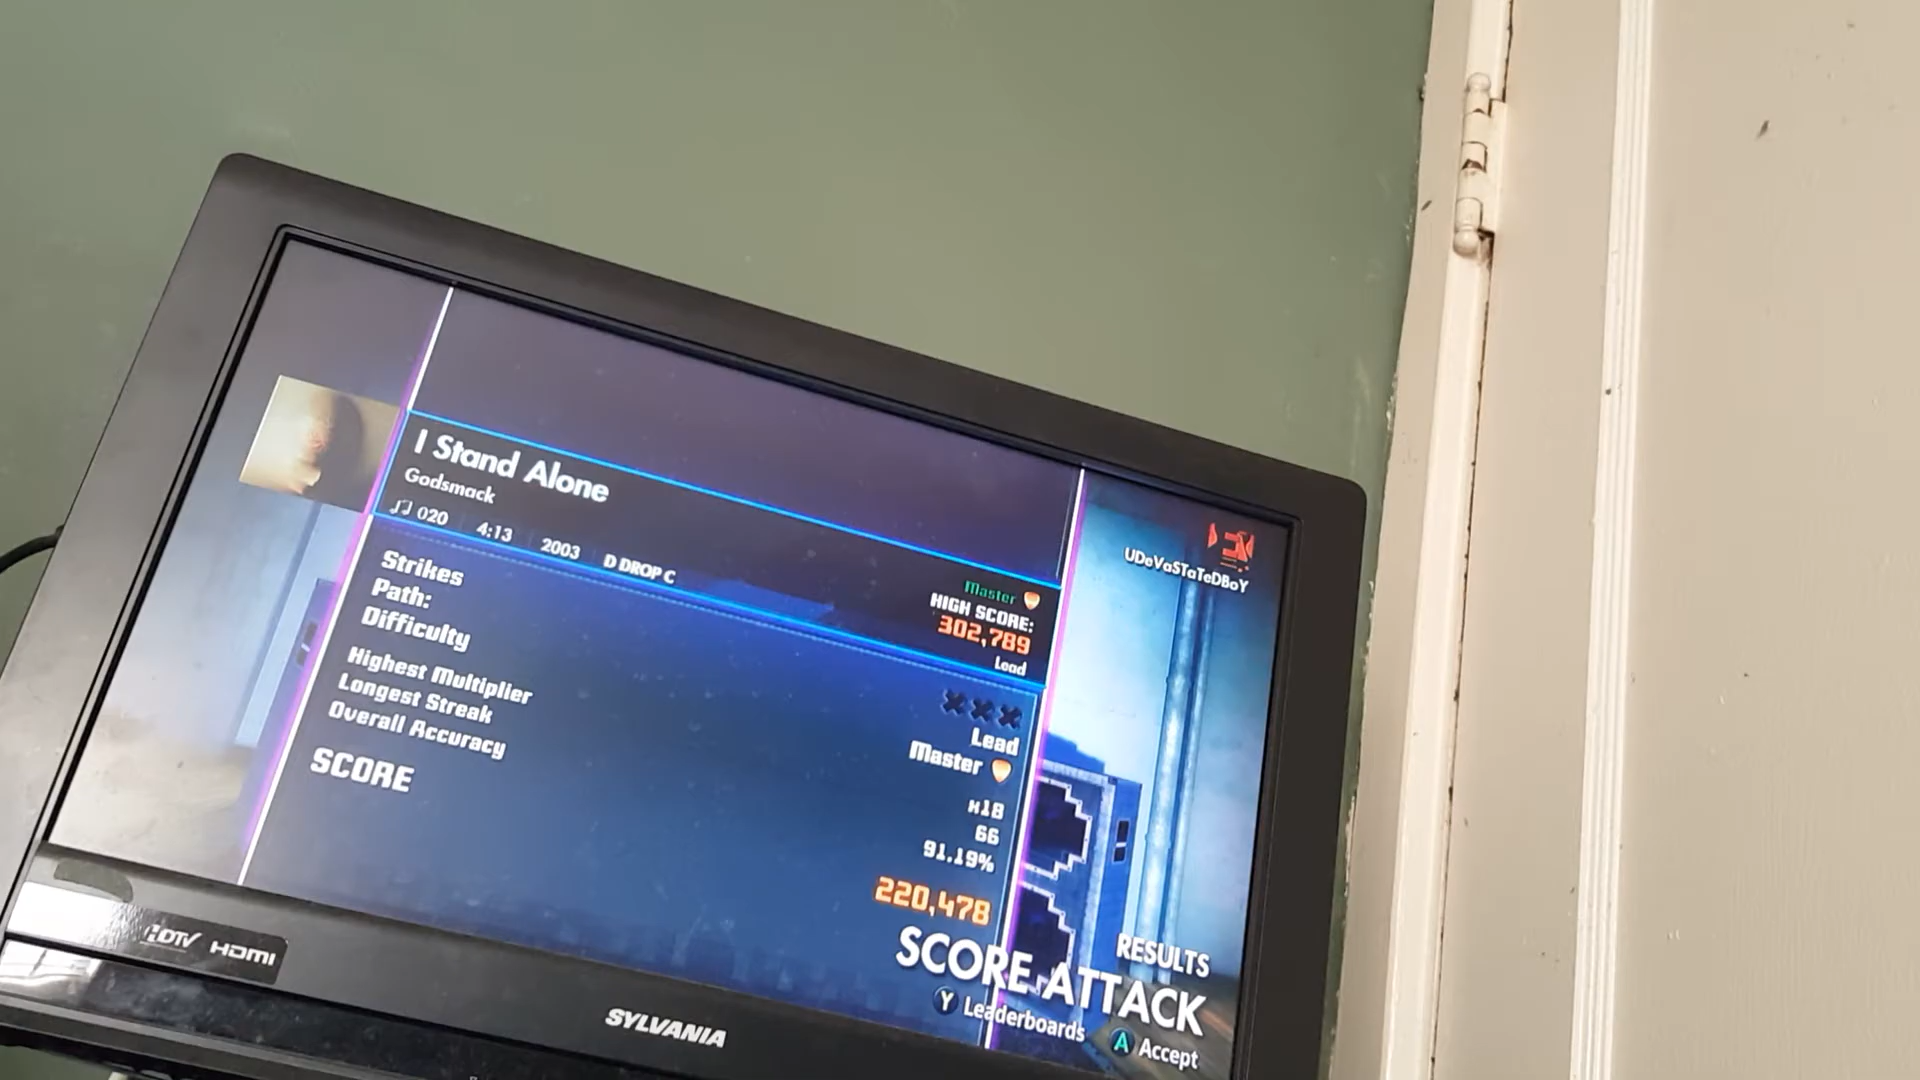 I Stand Alone
Godsmack
020 4:13 2003 D DROP C
Master
HIGH SCORE:
302,789
Lead
UDeVaSTaTeDBoY
Strikes
Path: Lead
Difficulty Master
Highest Multiplier x18
Longest Streak 66
Overall Accuracy 91.19%
SCORE 220,478
RESULTS
SCORE ATTACK
Y Leaderboards A Accept
HDTV HDMI
SYLVANIA